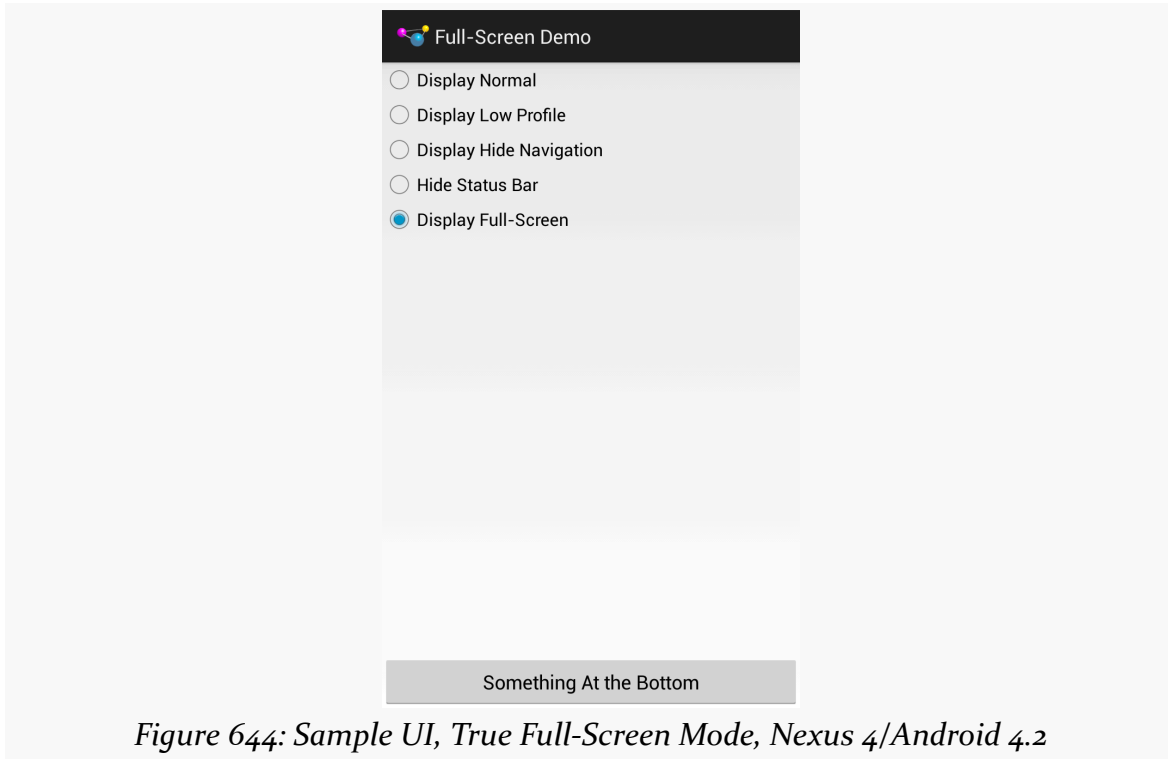 Full-Screen Demo
Display Normal
Display Low Profile
Display Hide Navigation
Hide Status Bar
Display Full-Screen
Something At the Bottom
Figure 644: Sample UI, True Full-Screen Mode, Nexus 4/Android 4.2